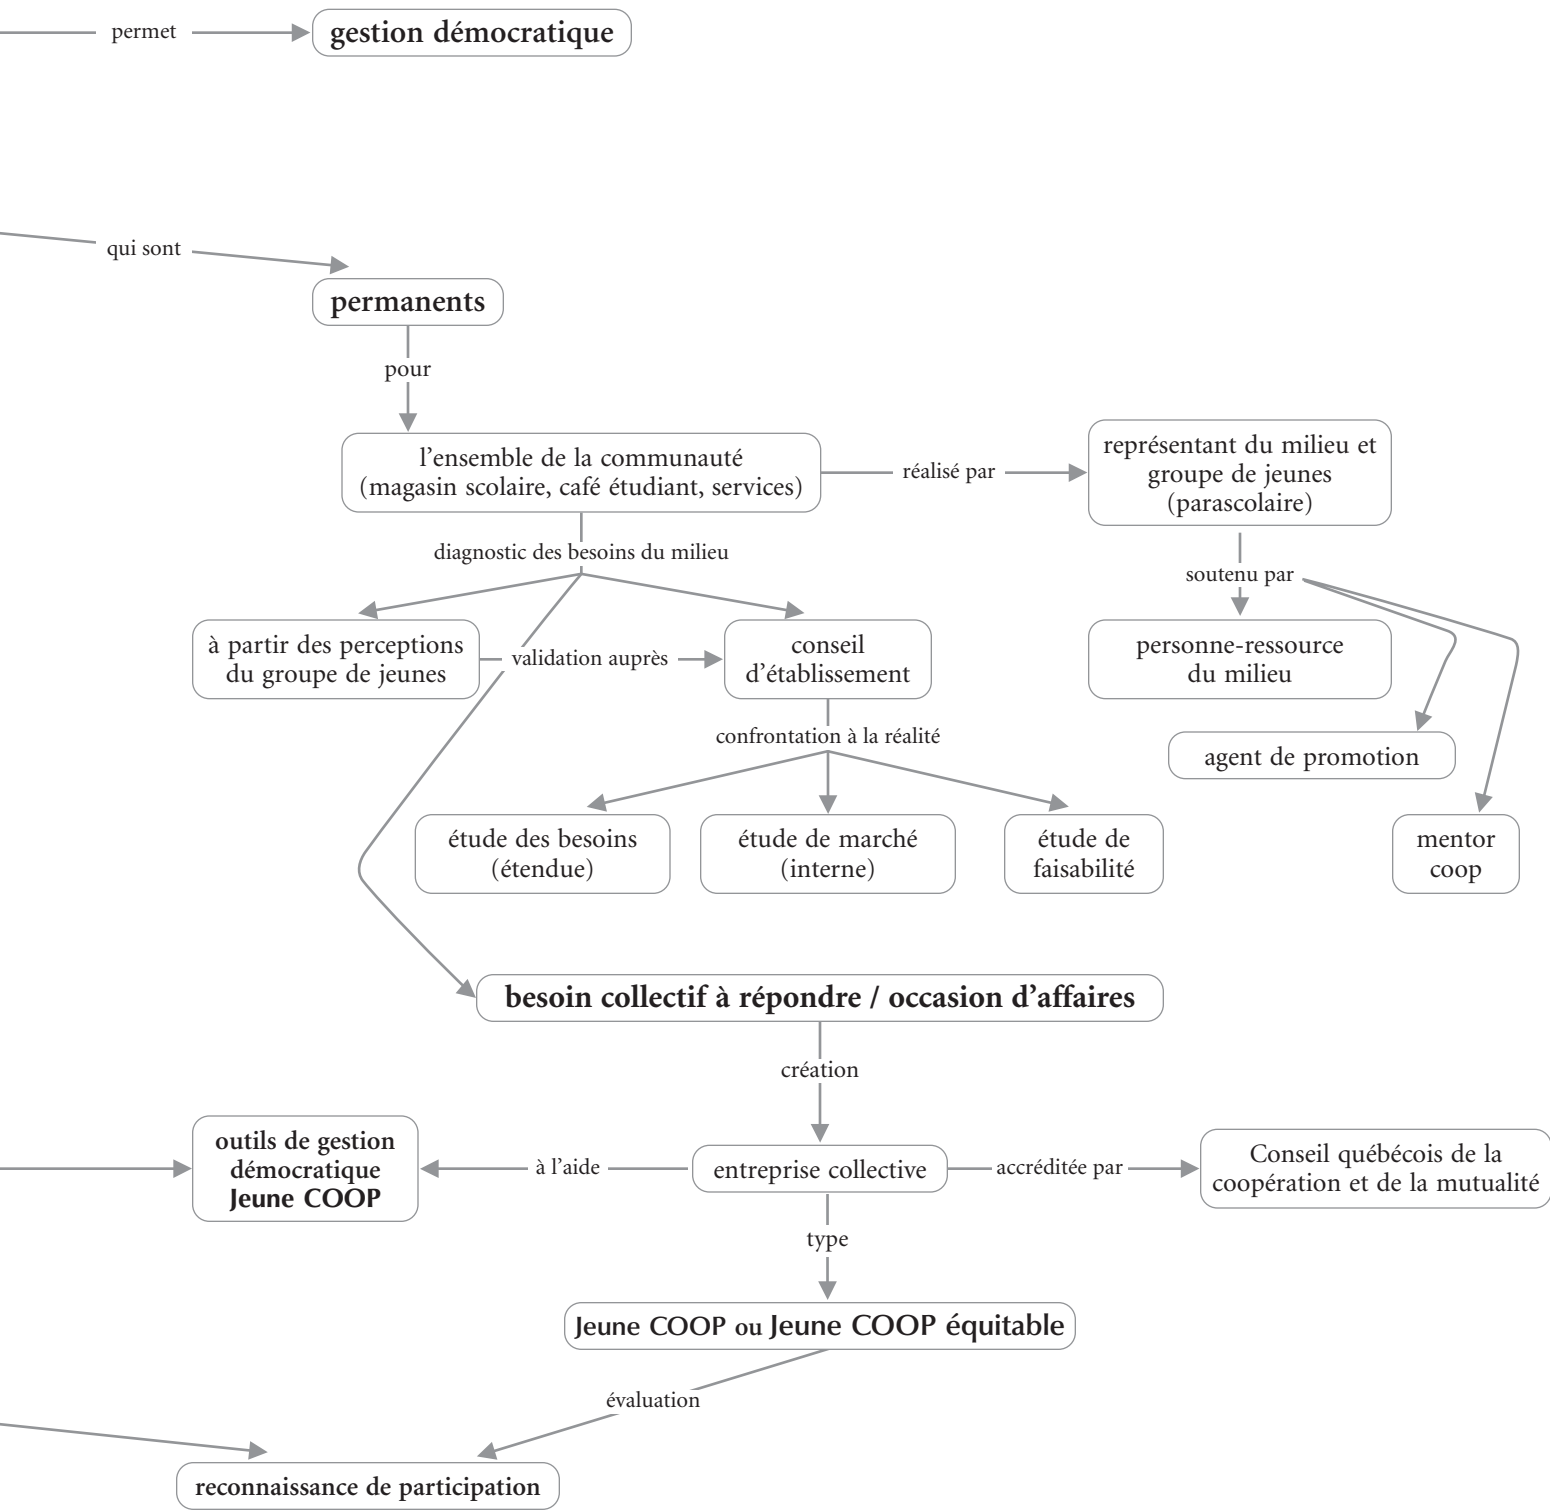 permet
gestion démocratique
qui sont
permanents
pour
l’ensemble de la communauté
(magasin scolaire, café étudiant, services)
réalisé par
représentant du milieu et
groupe de jeunes
(parascolaire)
diagnostic des besoins du milieu
soutenu par
à partir des perceptions
du groupe de jeunes
validation auprès
conseil
d’établissement
personne-ressource
du milieu
confrontation à la réalité
agent de promotion
étude des besoins
(étendue)
étude de marché
(interne)
étude de
faisabilité
mentor
coop
besoin collectif à répondre / occasion d’affaires
création
outils de gestion
démocratique
Jeune COOP
à l’aide
entreprise collective
accréditée par
Conseil québécois de la
coopération et de la mutualité
type
Jeune COOP ou Jeune COOP équitable
évaluation
reconnaissance de participation